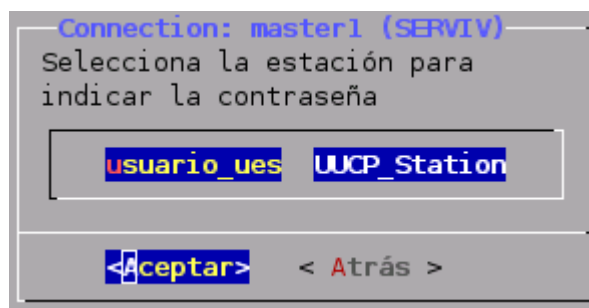 Connection: master1 (SERVIV)
Selecciona la estación para
indicar la contraseña
usuario_ues UUCP_Station
<Aceptar> < Atrás >